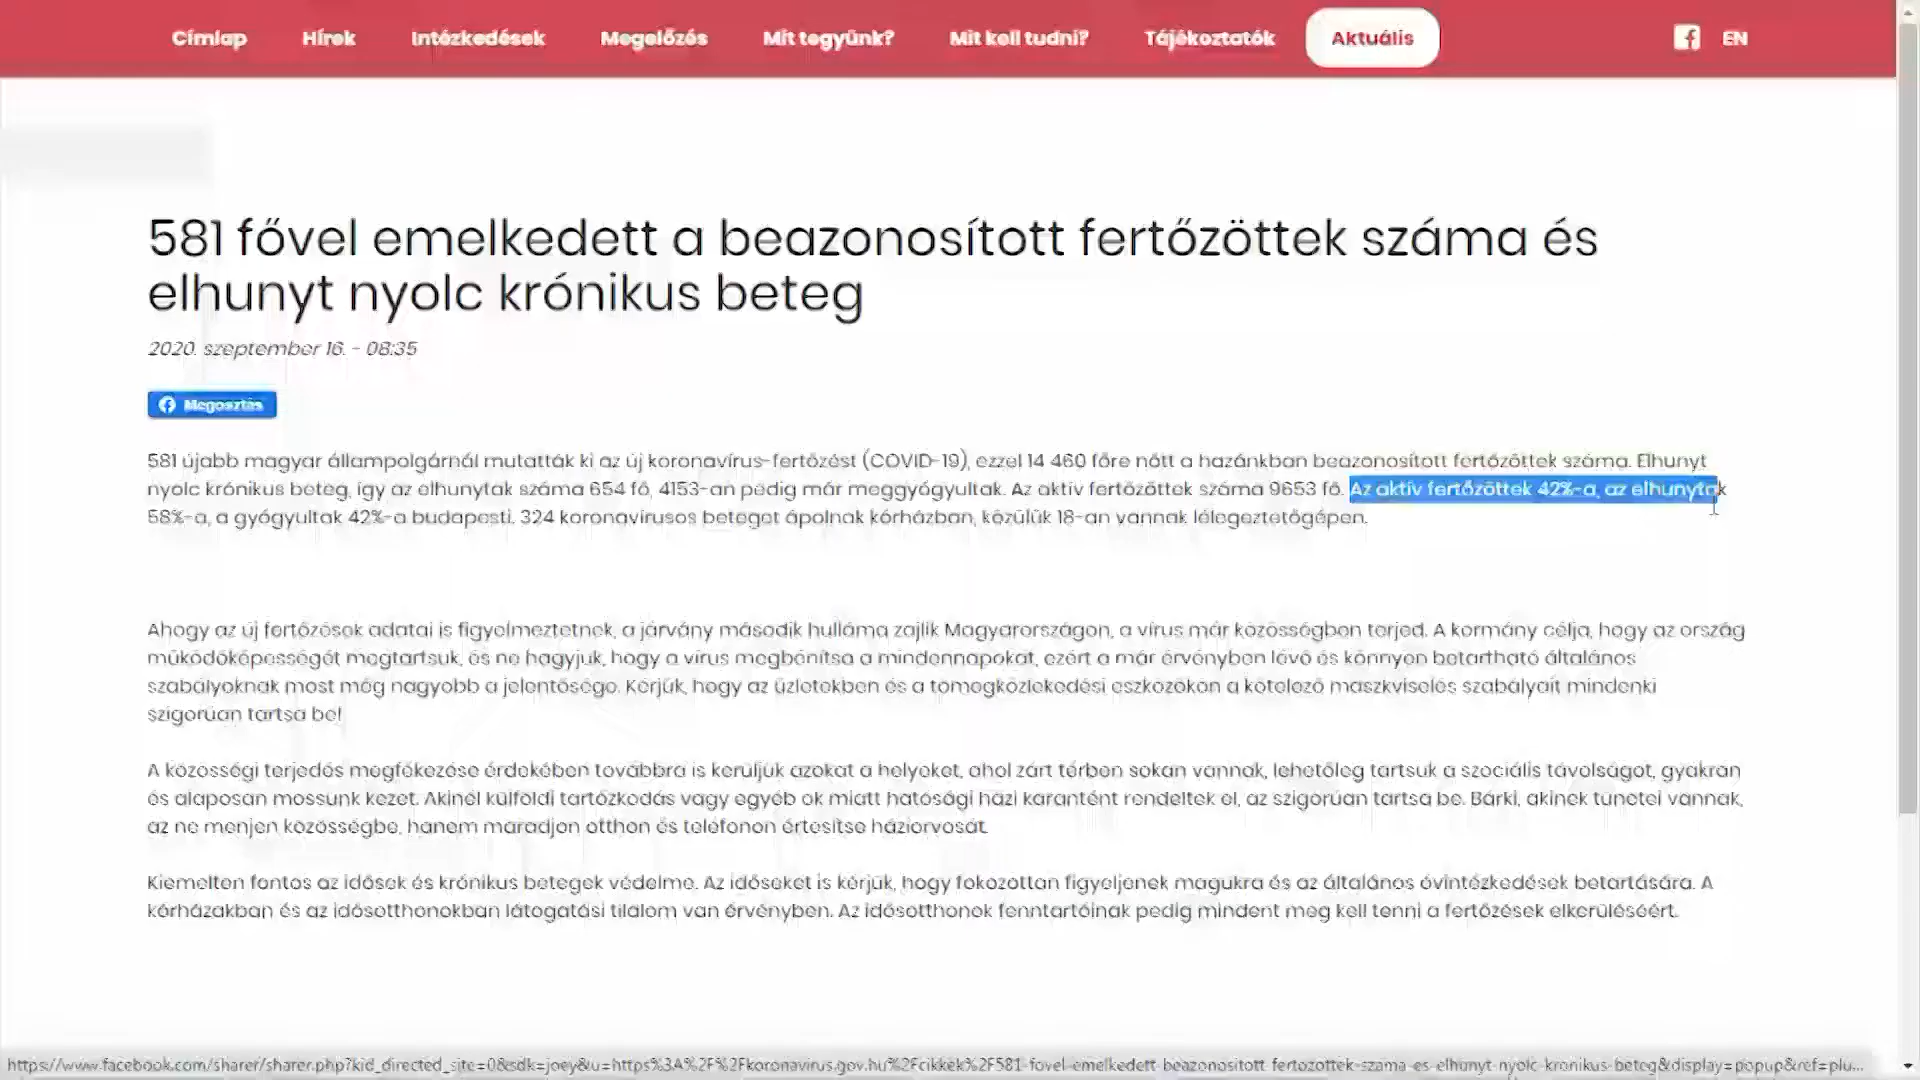 Címlap Hírek Intézkedések Megelőzés Mit tegyünk? Mit kell tudni? Tájékoztatók Aktuális EN
581 fővel emelkedett a beazonosított fertőzöttek száma és
elhunyt nyolc krónikus beteg
2020. szeptember 16. - 08:35
Megosztás
581 újabb magyar állampolgárnál mutatták ki az új koronavírus-fertőzést (COVID-19), ezzel 14 460 főre nőtt a hazánkban beazonosított fertőzöttek száma. Elhunyt
nyolc krónikus beteg, így az elhunytak száma 654 fő, 4153-an pedig már meggyógyultak. Az aktív fertőzöttek száma 9653 fő. Az aktív fertőzöttek 42%-a, az elhunytak
58%-a, a gyógyultak 42%-a budapesti. 324 koronavírusos beteget ápolnak kórházban, közülük 18-an vannak lélegeztetőgépen.
Ahogy az új fertőzések adatai is figyelmeztetnek, a járvány második hulláma zajlik Magyarországon, a vírus már közösségben terjed. A kormány célja, hogy az ország
működőképességét megtartsuk, és ne hagyjuk, hogy a vírus megbénítsa a mindennapokat, ezért a már érvényben lévő és könnyen betartható általános
szabályoknak most még nagyobb a jelentősége. Kérjük, hogy az üzletekben és a tömegközlekedési eszközökön a kötelező maszkviselés szabályait mindenki
szigorúan tartsa be!
A közösségi terjedés megfékezése érdekében továbbra is kerüljük azokat a helyeket, ahol zárt térben sokan vannak, lehetőleg tartsuk a szociális távolságot, gyakran
és alaposan mossunk kezet. Akinél külföldi tartózkodás vagy egyéb ok miatt hatósági házi karantént rendeltek el, az szigorúan tartsa be. Bárki, akinek tünetei vannak,
az ne menjen közösségbe, hanem maradjon otthon és telefonon értesítse háziorvosát.
Kiemelten fontos az idősek és krónikus betegek védelme. Az időseket is kérjük, hogy fokozottan figyeljenek magukra és az általános óvintézkedések betartására. A
kórházakban és az idősotthonokban látogatási tilalom van érvényben. Az idősotthonok fenntartóinak pedig mindent meg kell tenni a fertőzések elkerüléséért.
https://www.facebook.com/sharer/sharer.php?kid_directed_site=0&sdk=joey&u=https%3A%2F%2Fkoronavirus.gov.hu%2Fcikkek%2F581-fovel-emelkedett-beazonositott-fertozottek-szama-es-elhunyt-nyolc-kronikus-beteg&display=popup&ref=plu...